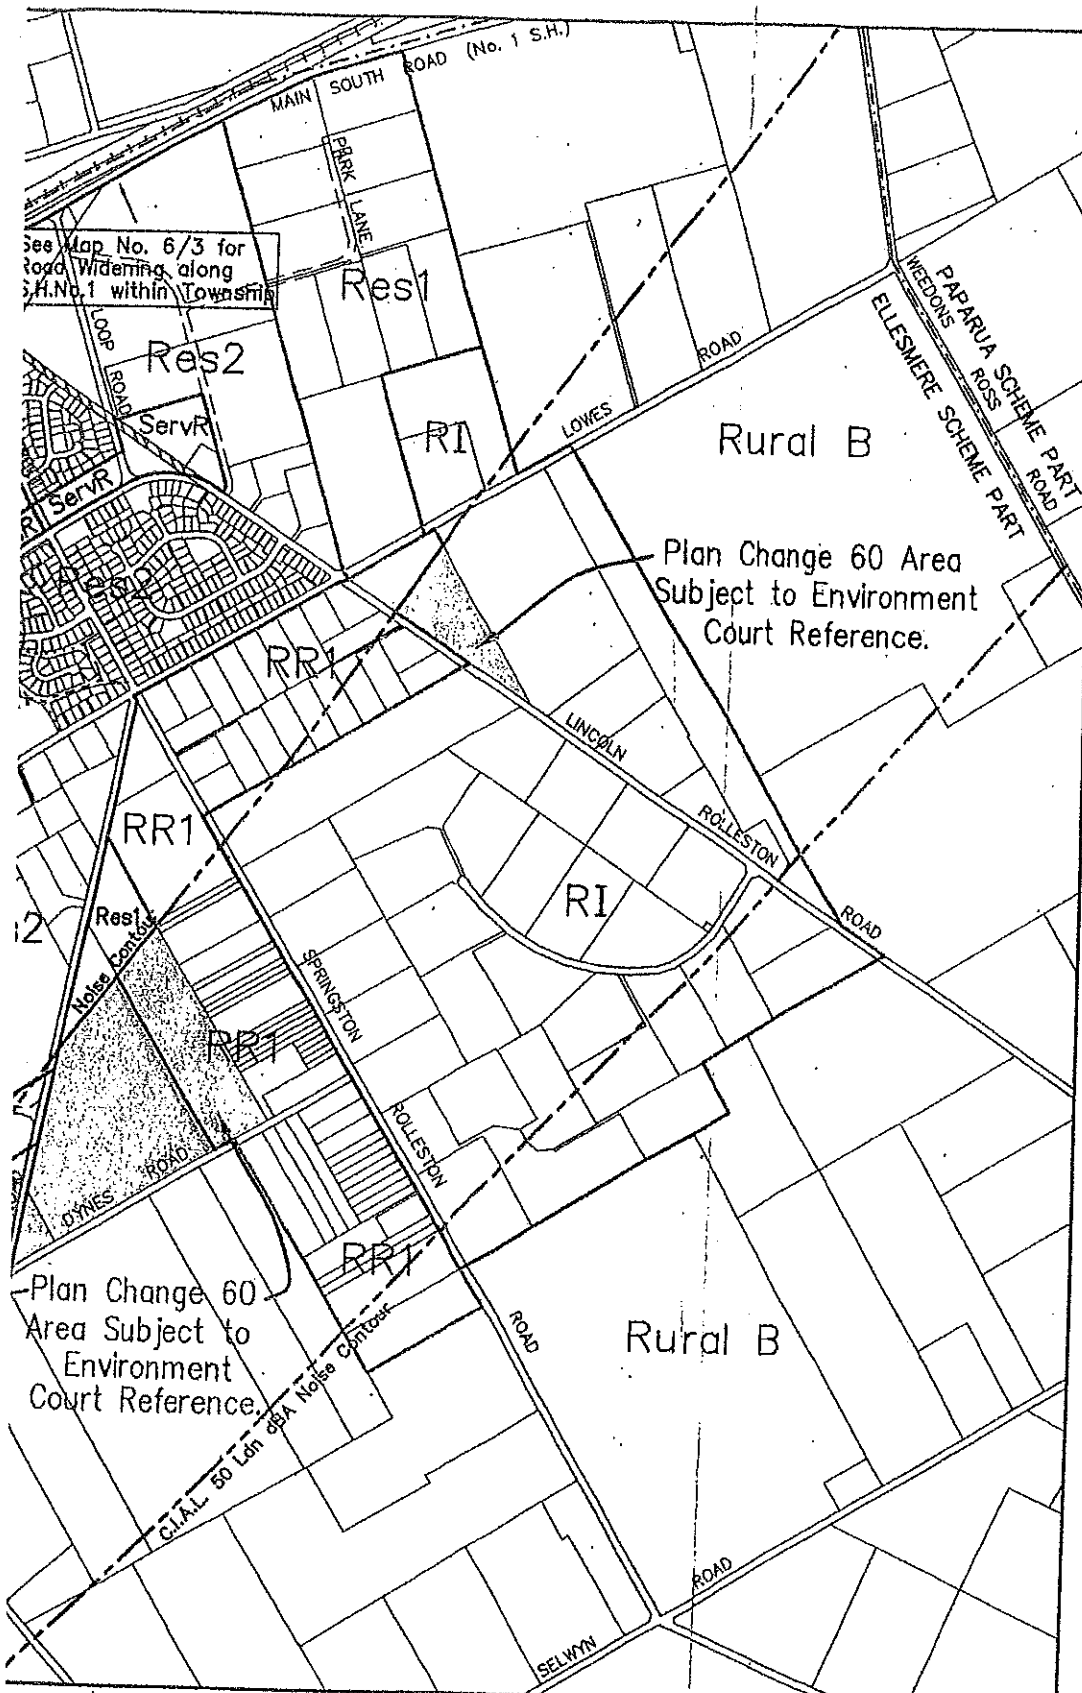 MAIN SOUTH ROAD (No. 1 S.H.)
PARK LANE
See Map No. 6/3 for
Road Widening along
S.H.No.1 within Township
Res1
LOOP ROAD
Res2
ServR
RI
LOWES ROAD
Rural B
WEEDONS ROSS ROAD
PAPARUA SCHEME PART
ELLESMERE SCHEME PART
ServR
Res2
Plan Change 60 Area
Subject to Environment
Court Reference.
RR1
LINCOLN ROLLESTON ROAD
RR1
RI
Res1
Noise Contour
SPRINGSTON ROLLESTON ROAD
RR1
DYNES ROAD
RR1
Plan Change 60
Area Subject to
Environment
Court Reference.
Rural B
C.I.A.L. 50 Ldn dBA Noise Contour
SELWYN ROAD